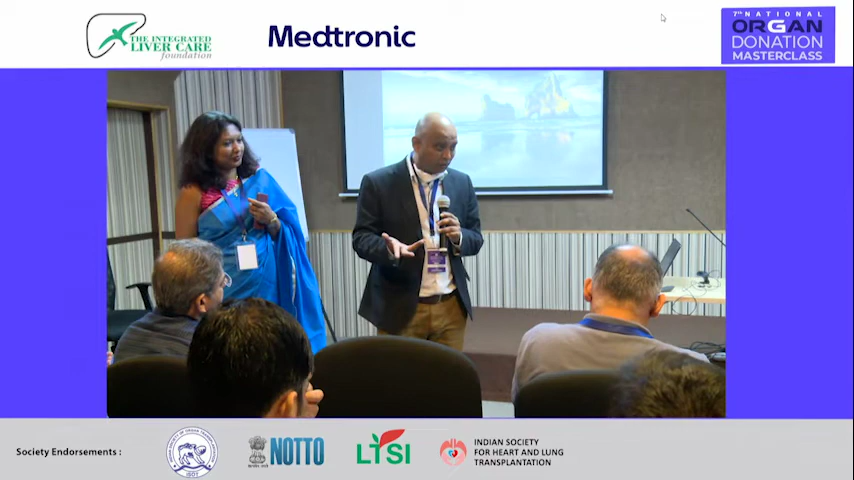 THE INTEGRATED
LIVER CARE
foundation
Medtronic
7TH NATIONAL
ORGAN
DONATION
MASTERCLASS
Society Endorsements :
NOTTO
LTSI
INDIAN SOCIETY
FOR HEART AND LUNG
TRANSPLANTATION